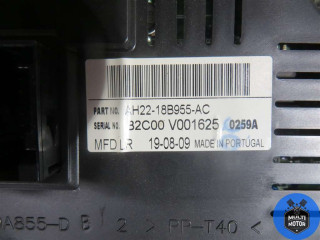 PART NO. AH22-18B955-AC
SERIAL NO. B2C00 V001625 0259A
MFD LR 19-08-09 MADE IN PORTUGAL
9A855-D B 2 > PP-T40 <
MULTI
MOTOR